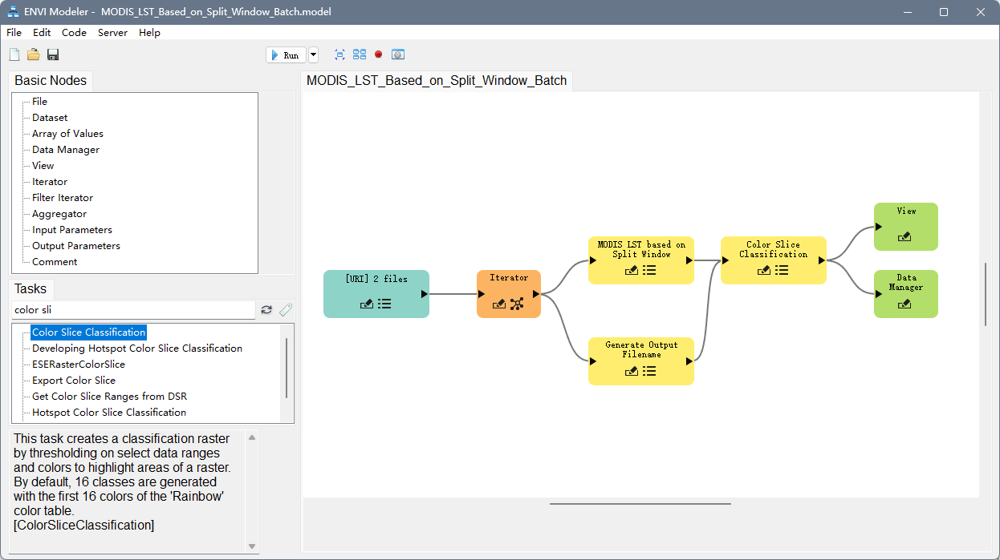 ENVI Modeler - MODIS_LST_Based_on_Split_Window_Batch.model
File Edit Code Server Help
Run
Basic Nodes
File
Dataset
Array of Values
Data Manager
View
Iterator
Filter Iterator
Aggregator
Input Parameters
Output Parameters
Comment
Tasks
color sli
Color Slice Classification
Developing Hotspot Color Slice Classification
ESERasterColorSlice
Export Color Slice
Get Color Slice Ranges from DSR
Hotspot Color Slice Classification
This task creates a classification raster
by thresholding on select data ranges
and colors to highlight areas of a raster.
By default, 16 classes are generated
with the first 16 colors of the 'Rainbow'
color table.
[ColorSliceClassification]
MODIS_LST_Based_on_Split_Window_Batch
[URI] 2 files
Iterator
MODIS LST based on
Split Window
Generate Output
Filename
Color Slice
Classification
View
Data
Manager